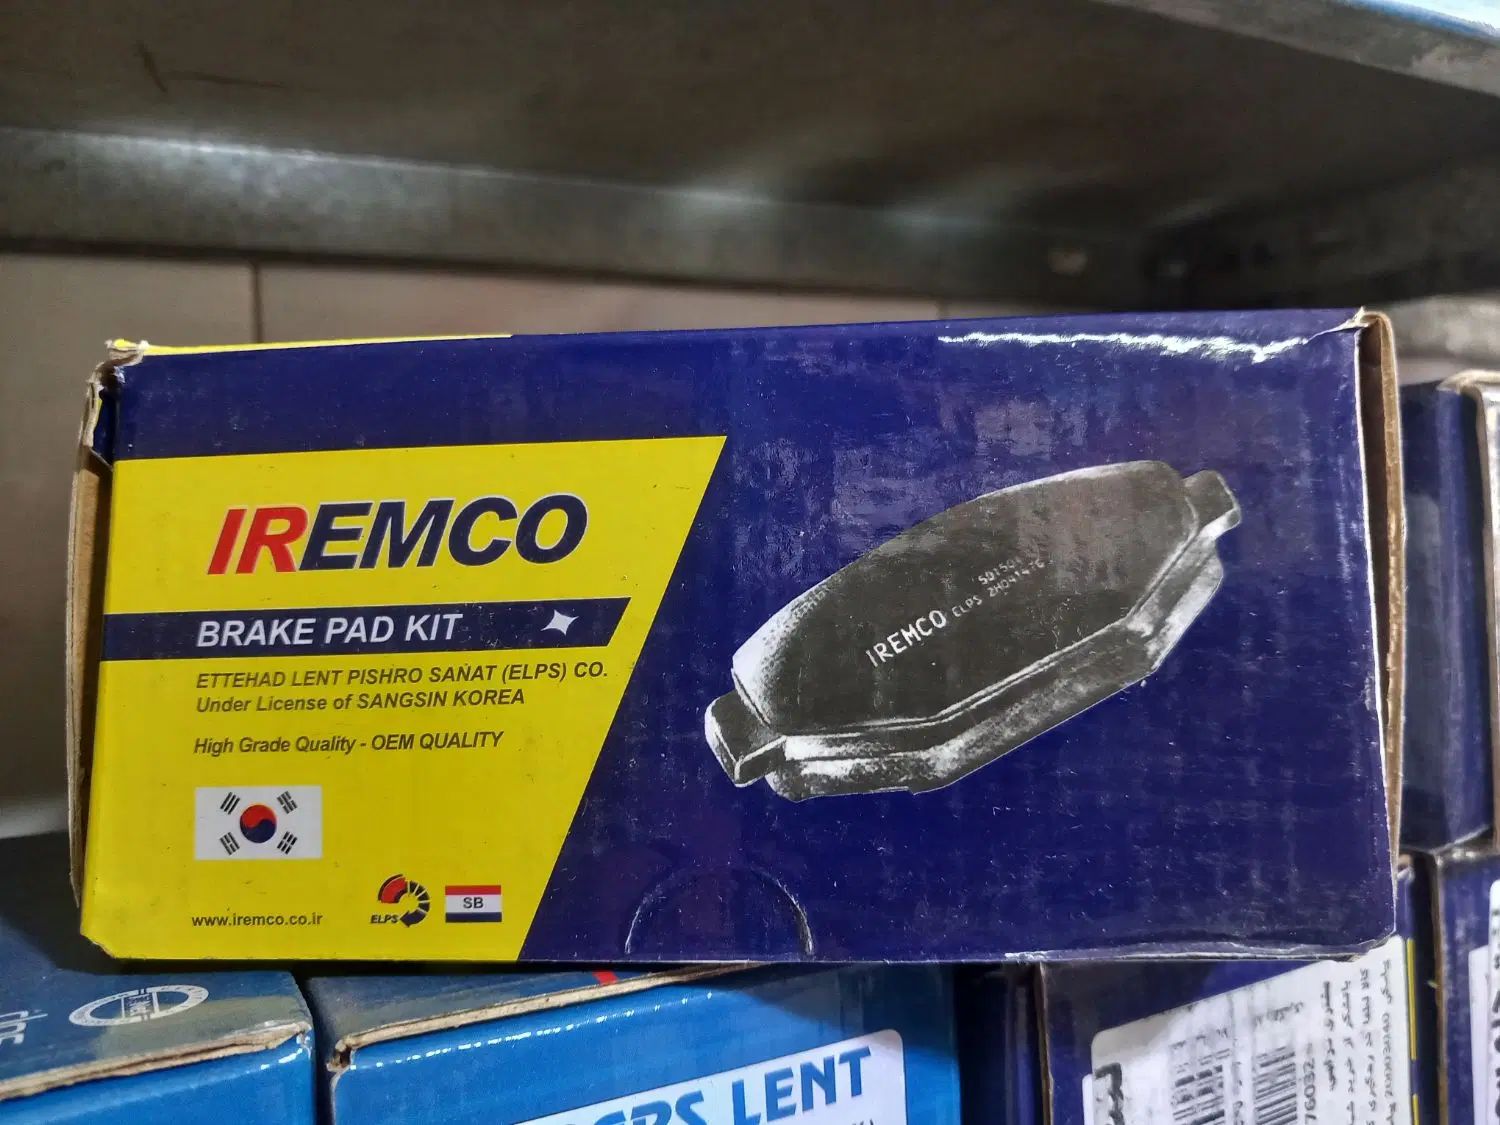 IREMCO
BRAKE PAD KIT
ETTEHAD LENT PISHRO SANAT (ELPS) CO.
Under License of SANGSIN KOREA
High Grade Quality - OEM QUALITY
www.iremco.co.ir
ELPS
SB
IREMCO ELPS
LENT